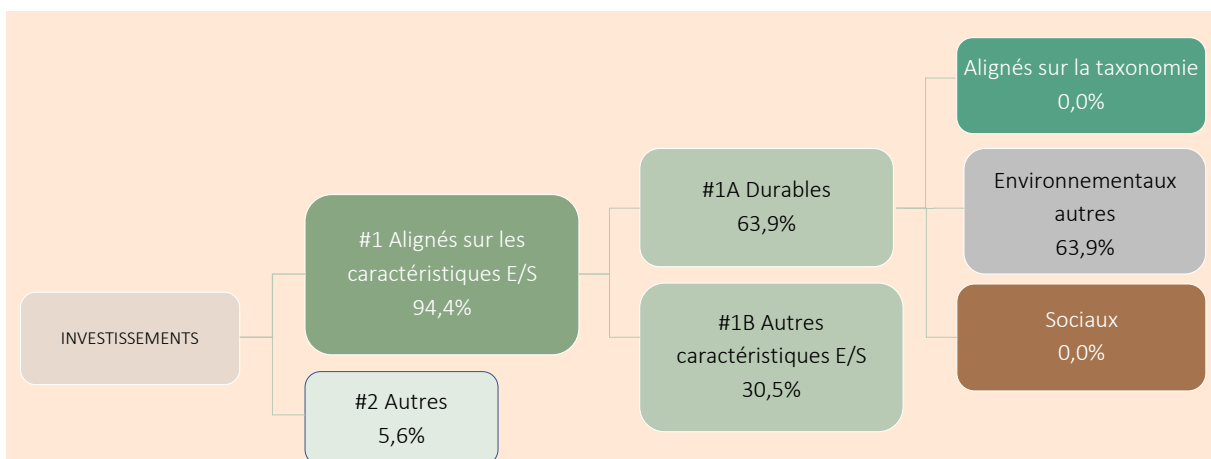 INVESTISSEMENTS
#1 Alignés sur les
caractéristiques E/S
94,4%
#2 Autres
5,6%
#1A Durables
63,9%
#1B Autres
caractéristiques E/S
30,5%
Alignés sur la taxonomie
0,0%
Environnementaux
autres
63,9%
Sociaux
0,0%